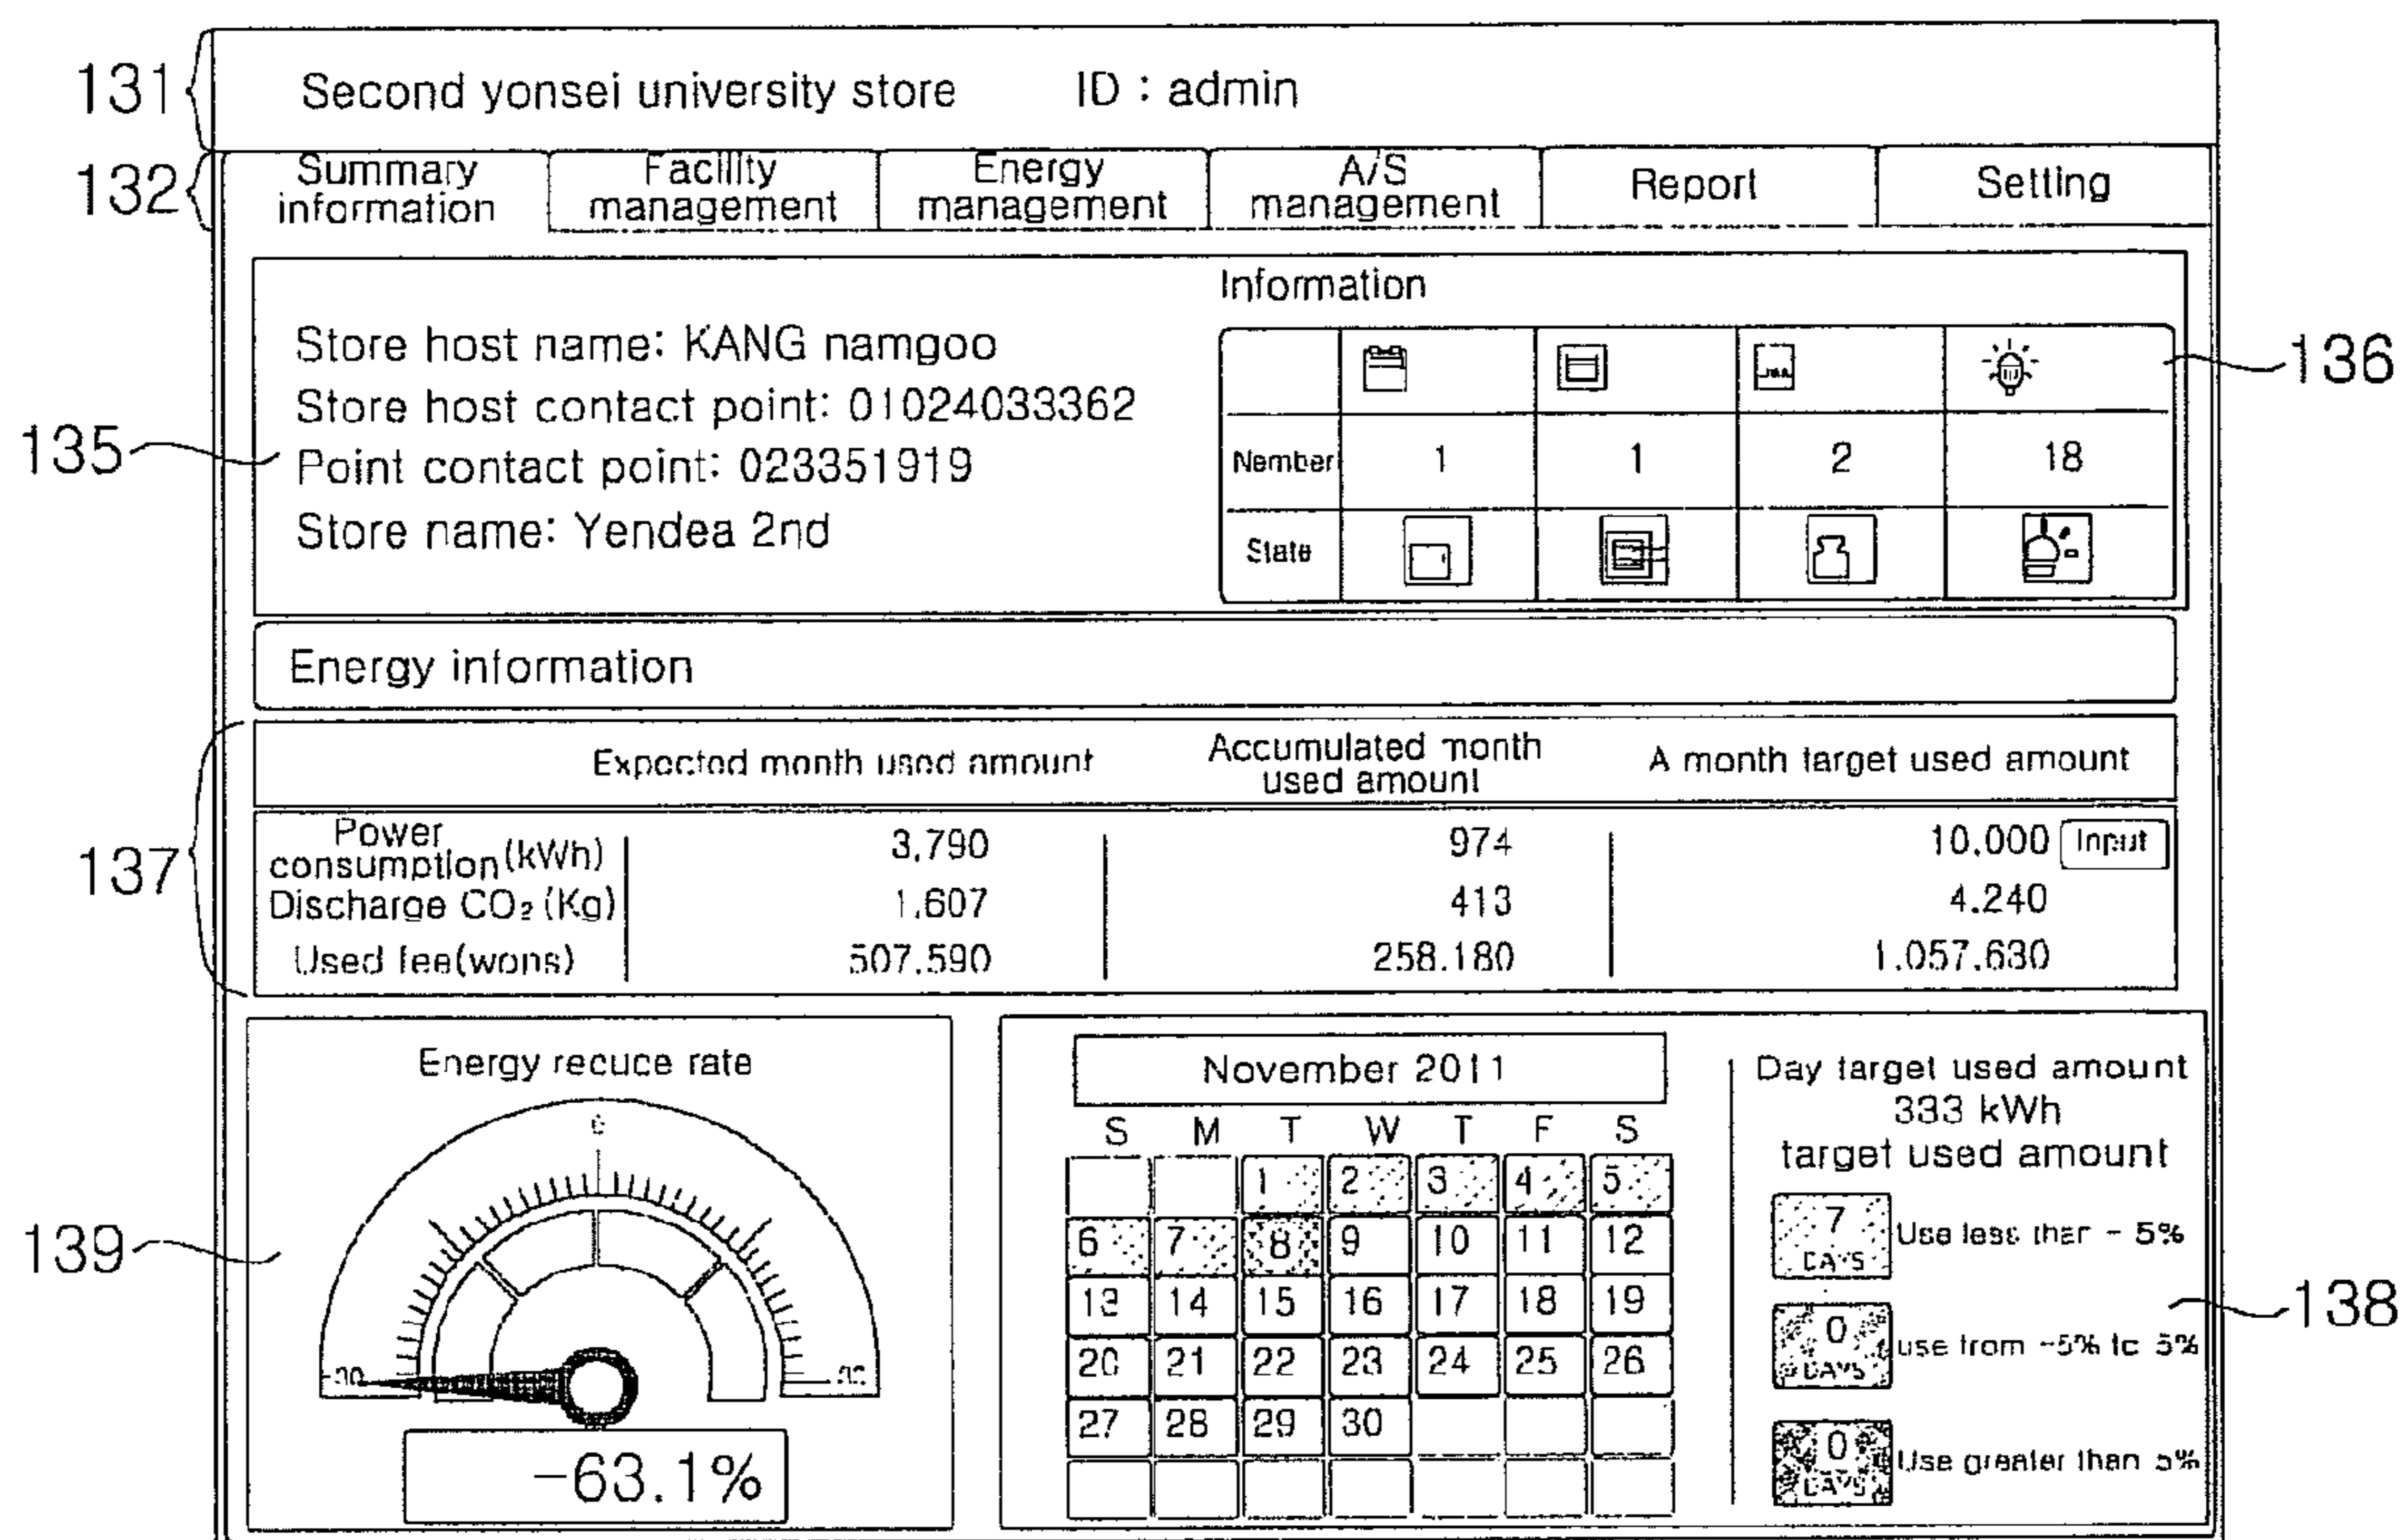 131
Second yonsei university store ID : admin
132
Summary information
Facility management
Energy management
A/S management
Report
Setting
135
Store host name: KANG namgoo
Store host contact point: 01024033362
Point contact point: 023351919
Store name: Yendea 2nd
Information
136
Nember 1 1 2 18
State
Energy information
137
Expected month used amount
Accumulated month used amount
A month target used amount
Power consumption(kWh) 3,790 974 10,000 Input
Discharge CO₂(Kg) 1,607 413 4.240
Used fee(wons) 507,590 258.180 1.057,630
139
Energy recuce rate
-63.1%
138
November 2011
S M T W T F S
1 2 3 4 5
6 7 8 9 10 11 12
13 14 15 16 17 18 19
20 21 22 23 24 25 26
27 28 29 30
Day target used amount
333 kWh
target used amount
7 DAYS Use less than - 5%
0 DAYS use from -5% to 5%
0 DAYS Use greater than 5%